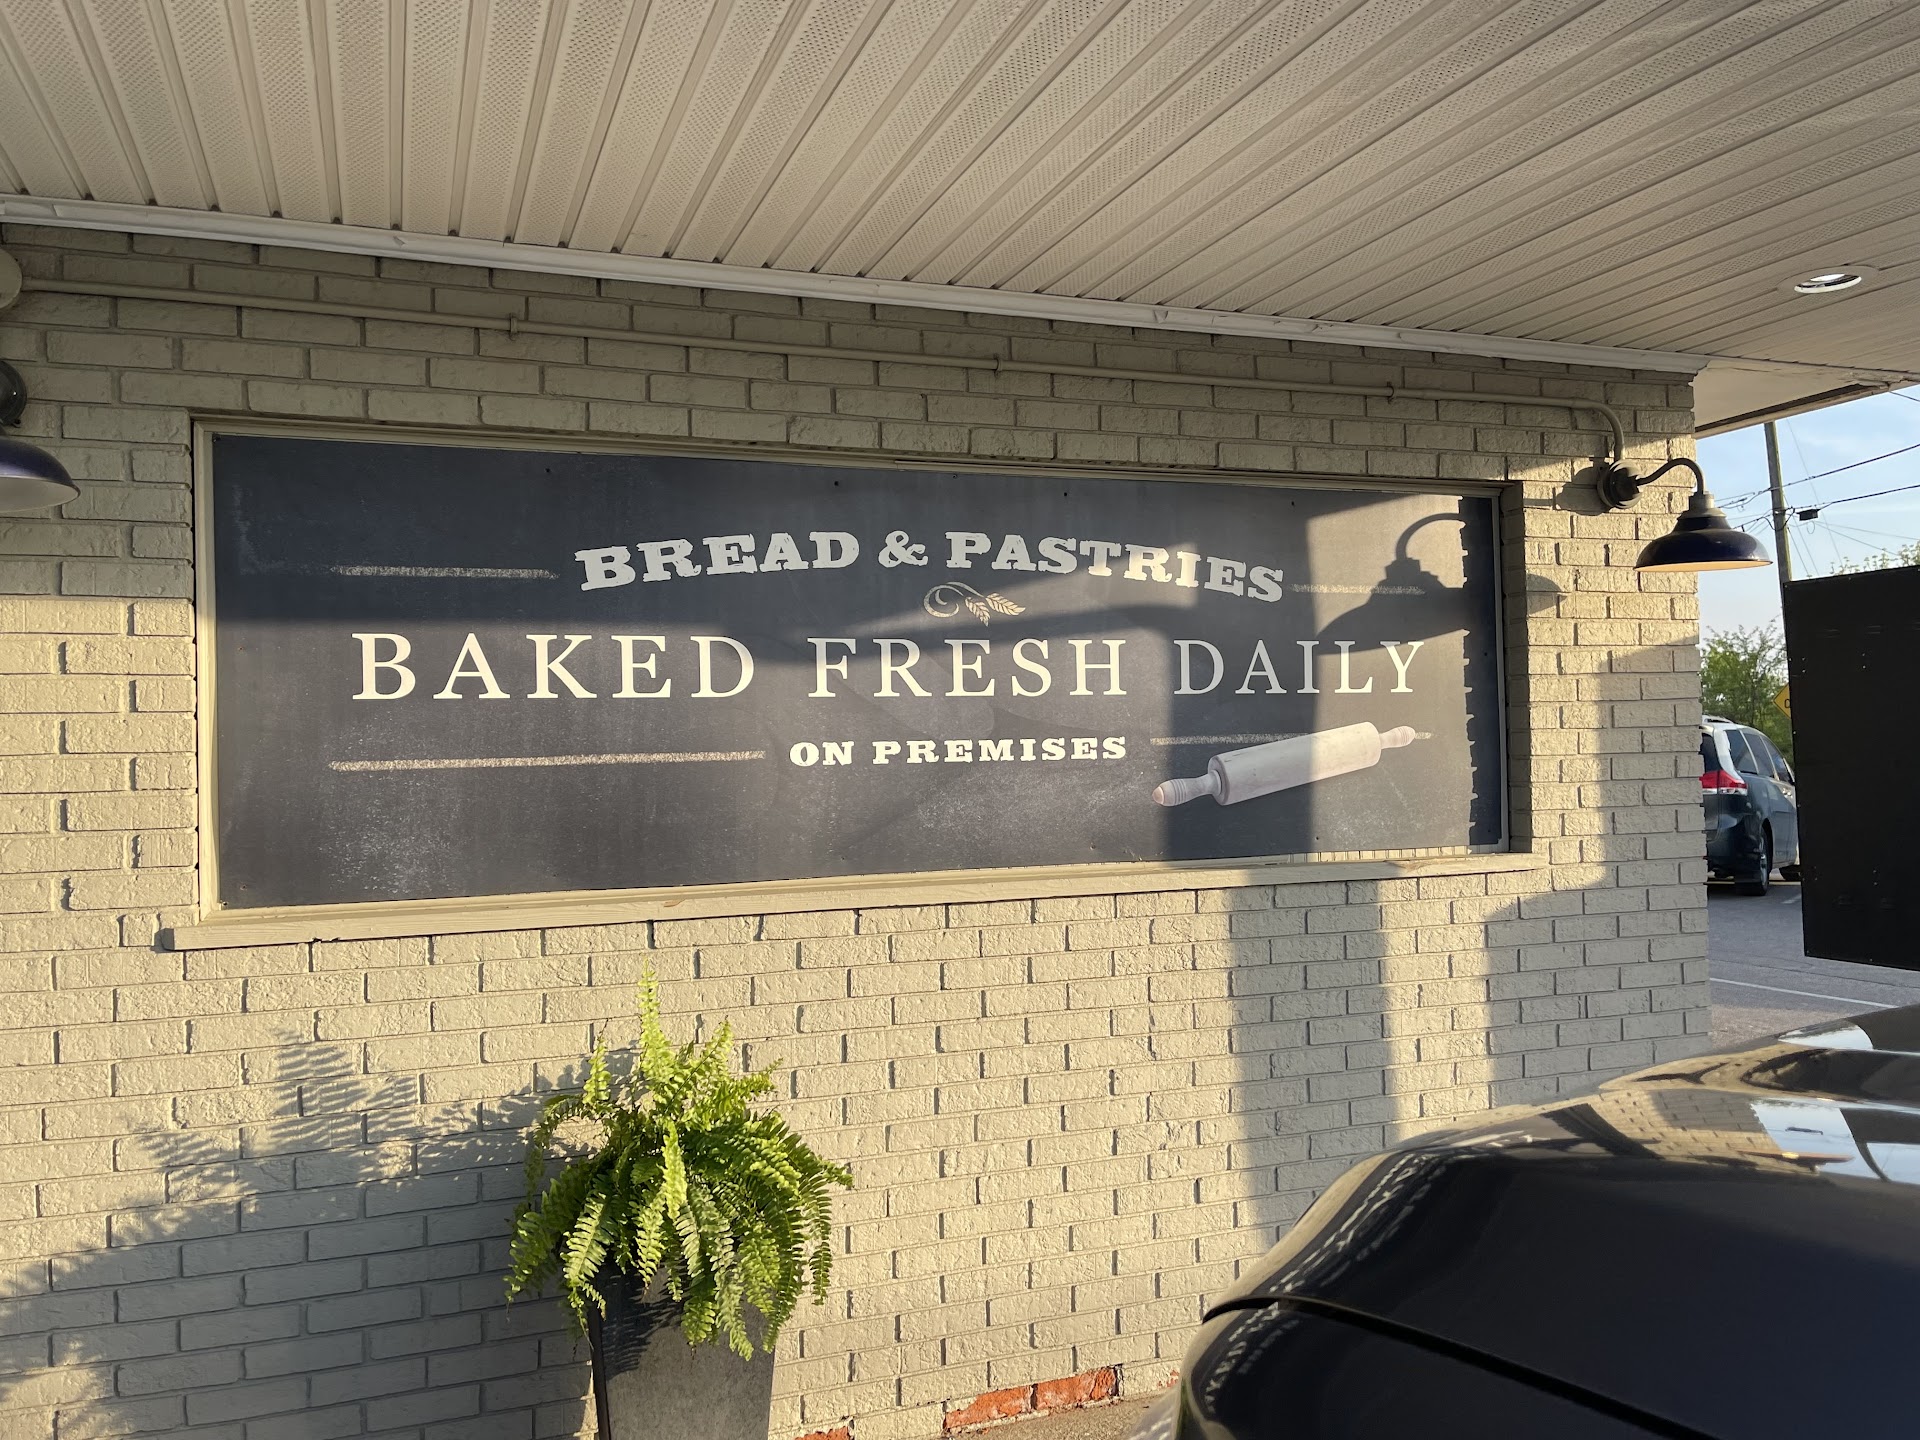 BREAD & PASTRIES
BAKED FRESH DAILY
ON PREMISES